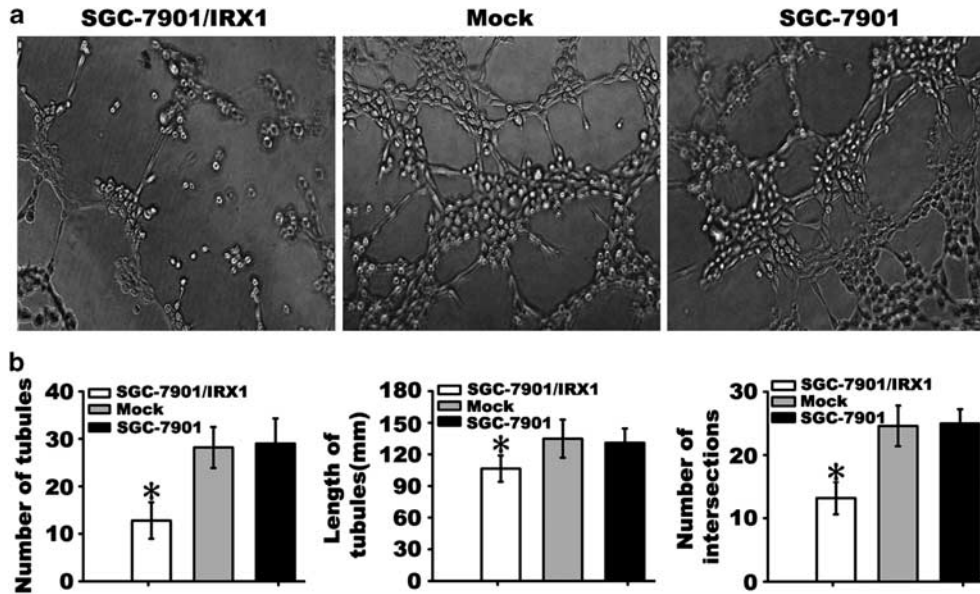 a
SGC-7901/IRX1
Mock
SGC-7901
b
Number of tubules
40
30
20
10
0
SGC-7901/IRX1
Mock
SGC-7901
*
Length of
tubules(mm)
180
150
120
90
60
30
0
SGC-7901/IRX1
Mock
SGC-7901
*
Number of
intersections
30
20
10
0
SGC-7901/IRX1
Mock
SGC-7901
*